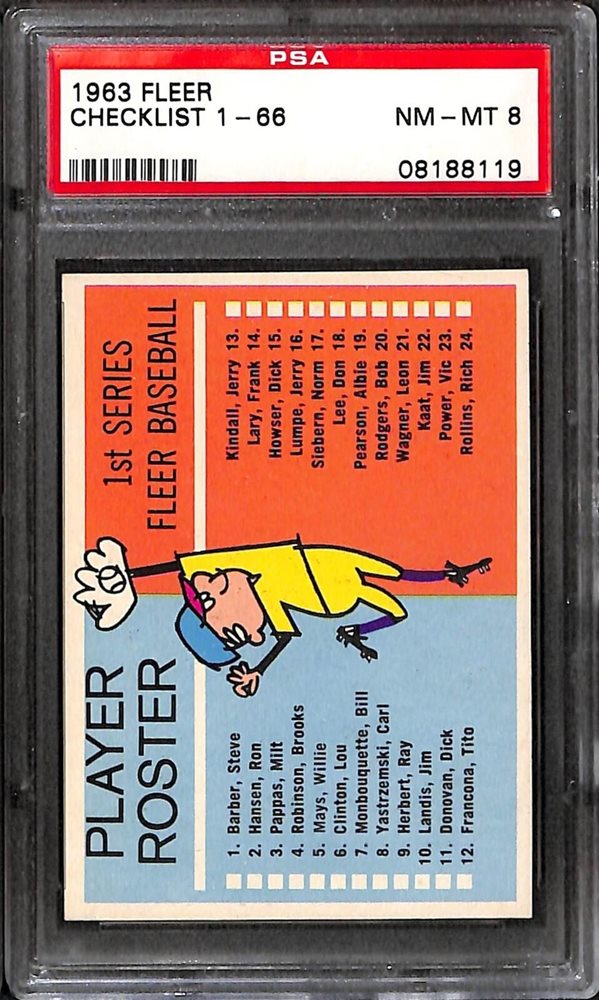 PSA
1963 FLEER
CHECKLIST 1-66
NM-MT 8
08188119
PLAYER
ROSTER
1st SERIES
FLEER BASEBALL
1. Barber, Steve
2. Hansen, Ron
3. Pappas, Milt
4. Robinson, Brooks
5. Mays, Willie
6. Clinton, Lou
7. Monbouquette, Bill
8. Yastrzemski, Carl
9. Herbert, Ray
10. Landis, Jim
11. Donovan, Dick
12. Francona, Tito
Kindall, Jerry 13.
Lary, Frank 14.
Howser, Dick 15.
Lumpe, Jerry 16.
Siebern, Norm 17.
Lee, Don 18.
Pearson, Albie 19.
Rodgers, Bob 20.
Wagner, Leon 21.
Kaat, Jim 22.
Power, Vic 23.
Rollins, Rich 24.